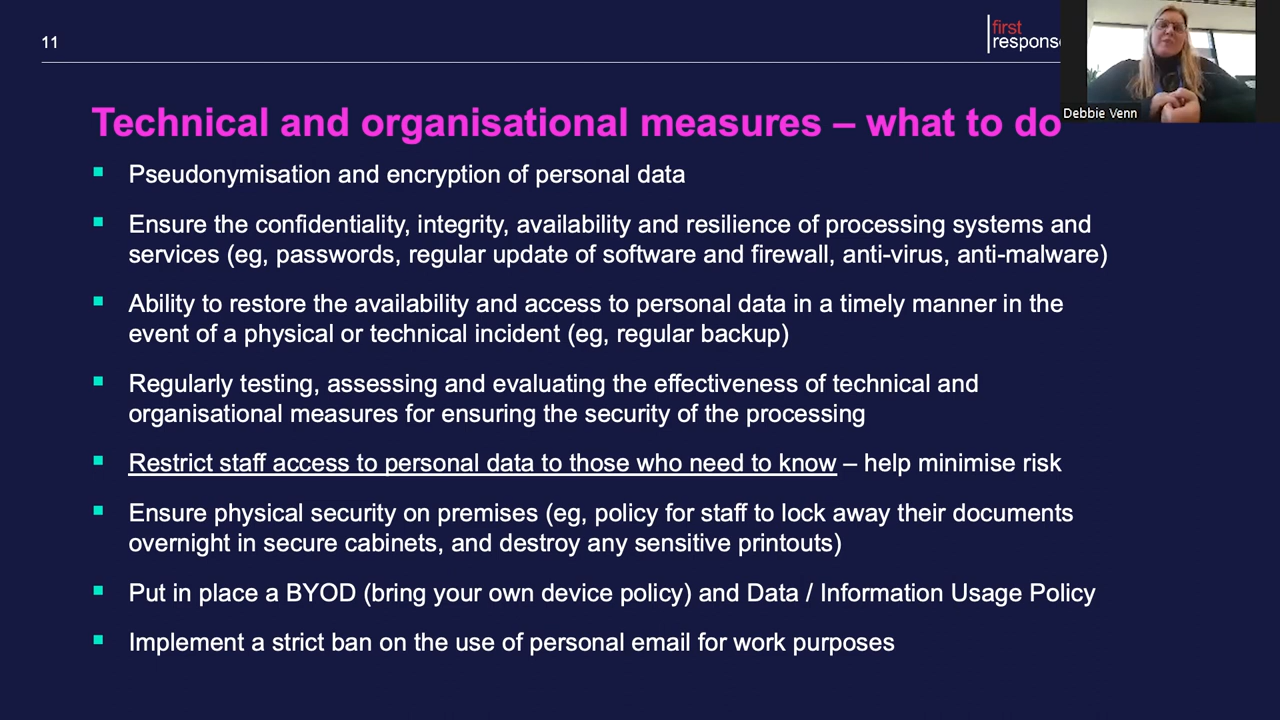 11
first
response
Debbie Venn
Technical and organisational measures – what to do
Pseudonymisation and encryption of personal data
Ensure the confidentiality, integrity, availability and resilience of processing systems and
services (eg, passwords, regular update of software and firewall, anti-virus, anti-malware)
Ability to restore the availability and access to personal data in a timely manner in the
event of a physical or technical incident (eg, regular backup)
Regularly testing, assessing and evaluating the effectiveness of technical and
organisational measures for ensuring the security of the processing
Restrict staff access to personal data to those who need to know – help minimise risk
Ensure physical security on premises (eg, policy for staff to lock away their documents
overnight in secure cabinets, and destroy any sensitive printouts)
Put in place a BYOD (bring your own device policy) and Data / Information Usage Policy
Implement a strict ban on the use of personal email for work purposes